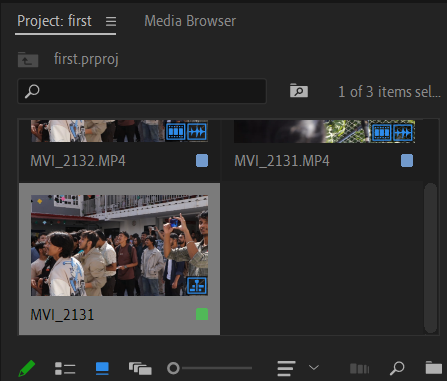 Project: first
Media Browser
first.prproj
1 of 3 items sel...
MVI_2132.MP4
MVI_2131.MP4
MVI_2131